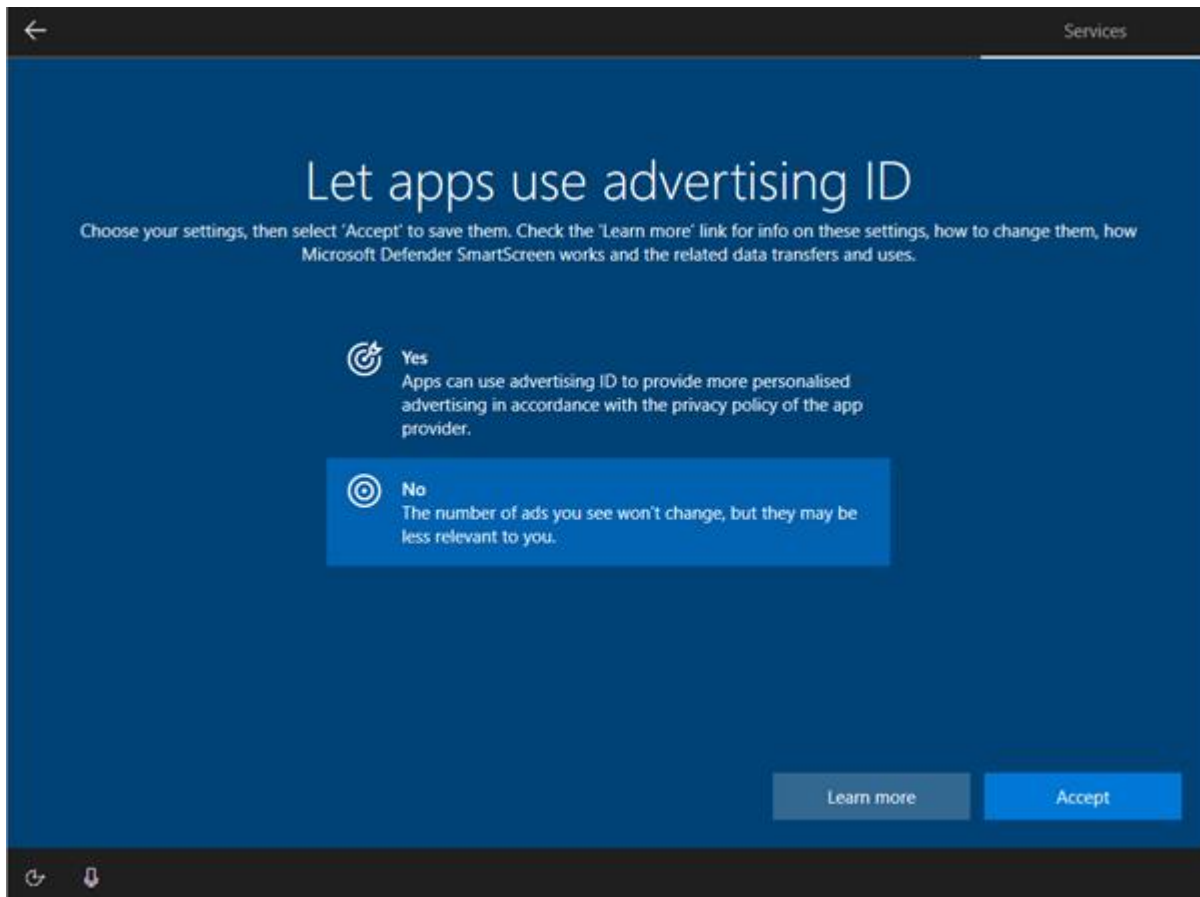 Services
Let apps use advertising ID
Choose your settings, then select 'Accept' to save them. Check the 'Learn more' link for info on these settings, how to change them, how
Microsoft Defender SmartScreen works and the related data transfers and uses.
Yes
Apps can use advertising ID to provide more personalised
advertising in accordance with the privacy policy of the app
provider.
No
The number of ads you see won't change, but they may be
less relevant to you.
Learn more
Accept